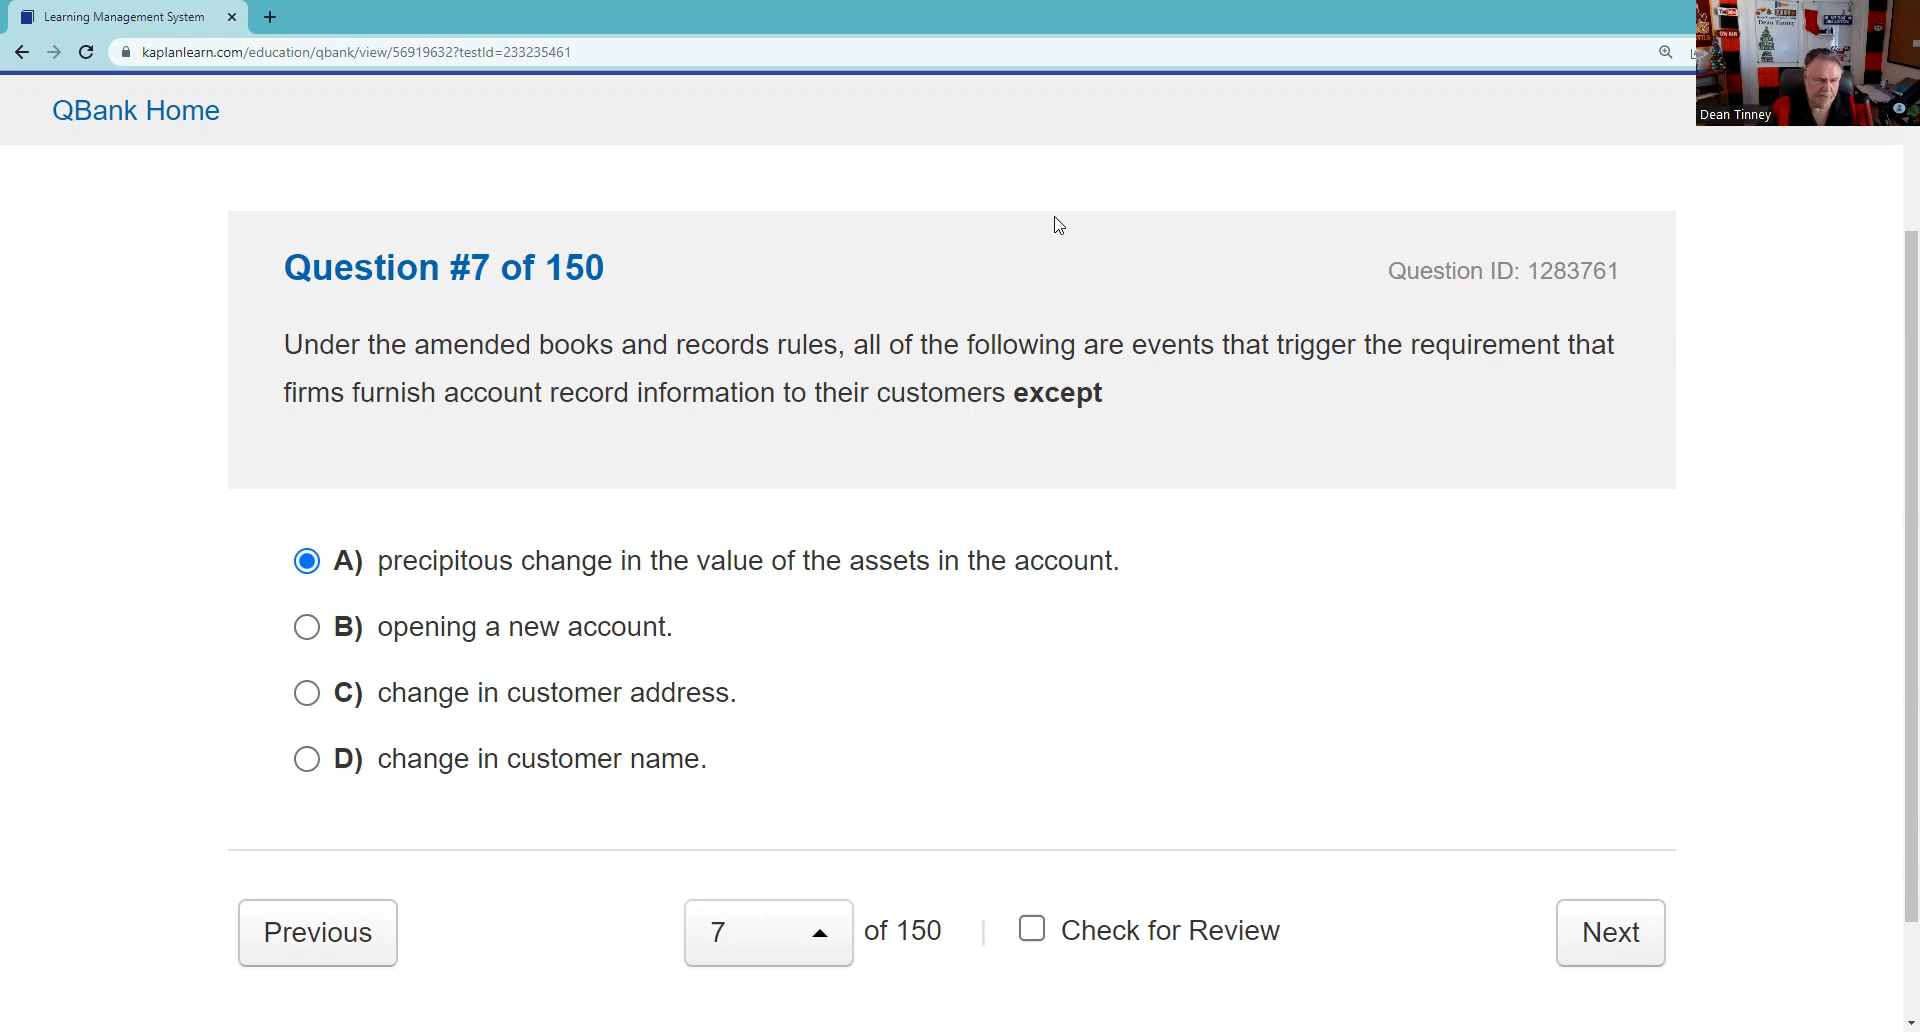 Learning Management System
kaplanlearn.com/education/qbank/view/56919632?testId=233235461
ON AIR
Dean Tinney
QBank Home
Question #7 of 150
Question ID: 1283761
Under the amended books and records rules, all of the following are events that trigger the requirement that
firms furnish account record information to their customers except
A) precipitous change in the value of the assets in the account.
B) opening a new account.
C) change in customer address.
D) change in customer name.
Previous
7
of 150
|
Check for Review
Next